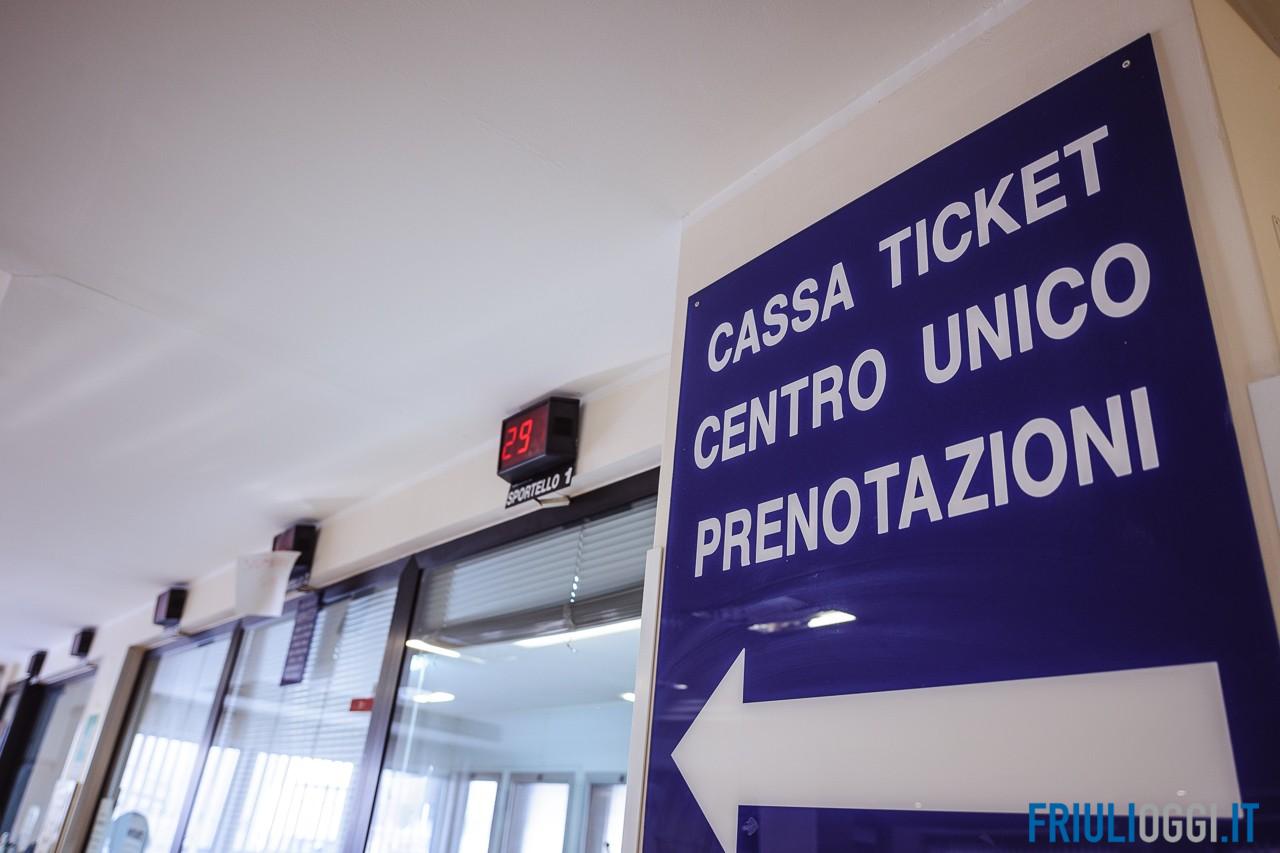 CASSA TICKET
CENTRO UNICO
PRENOTAZIONI
29
SPORTELLO 1
FRIULIOGGI.IT